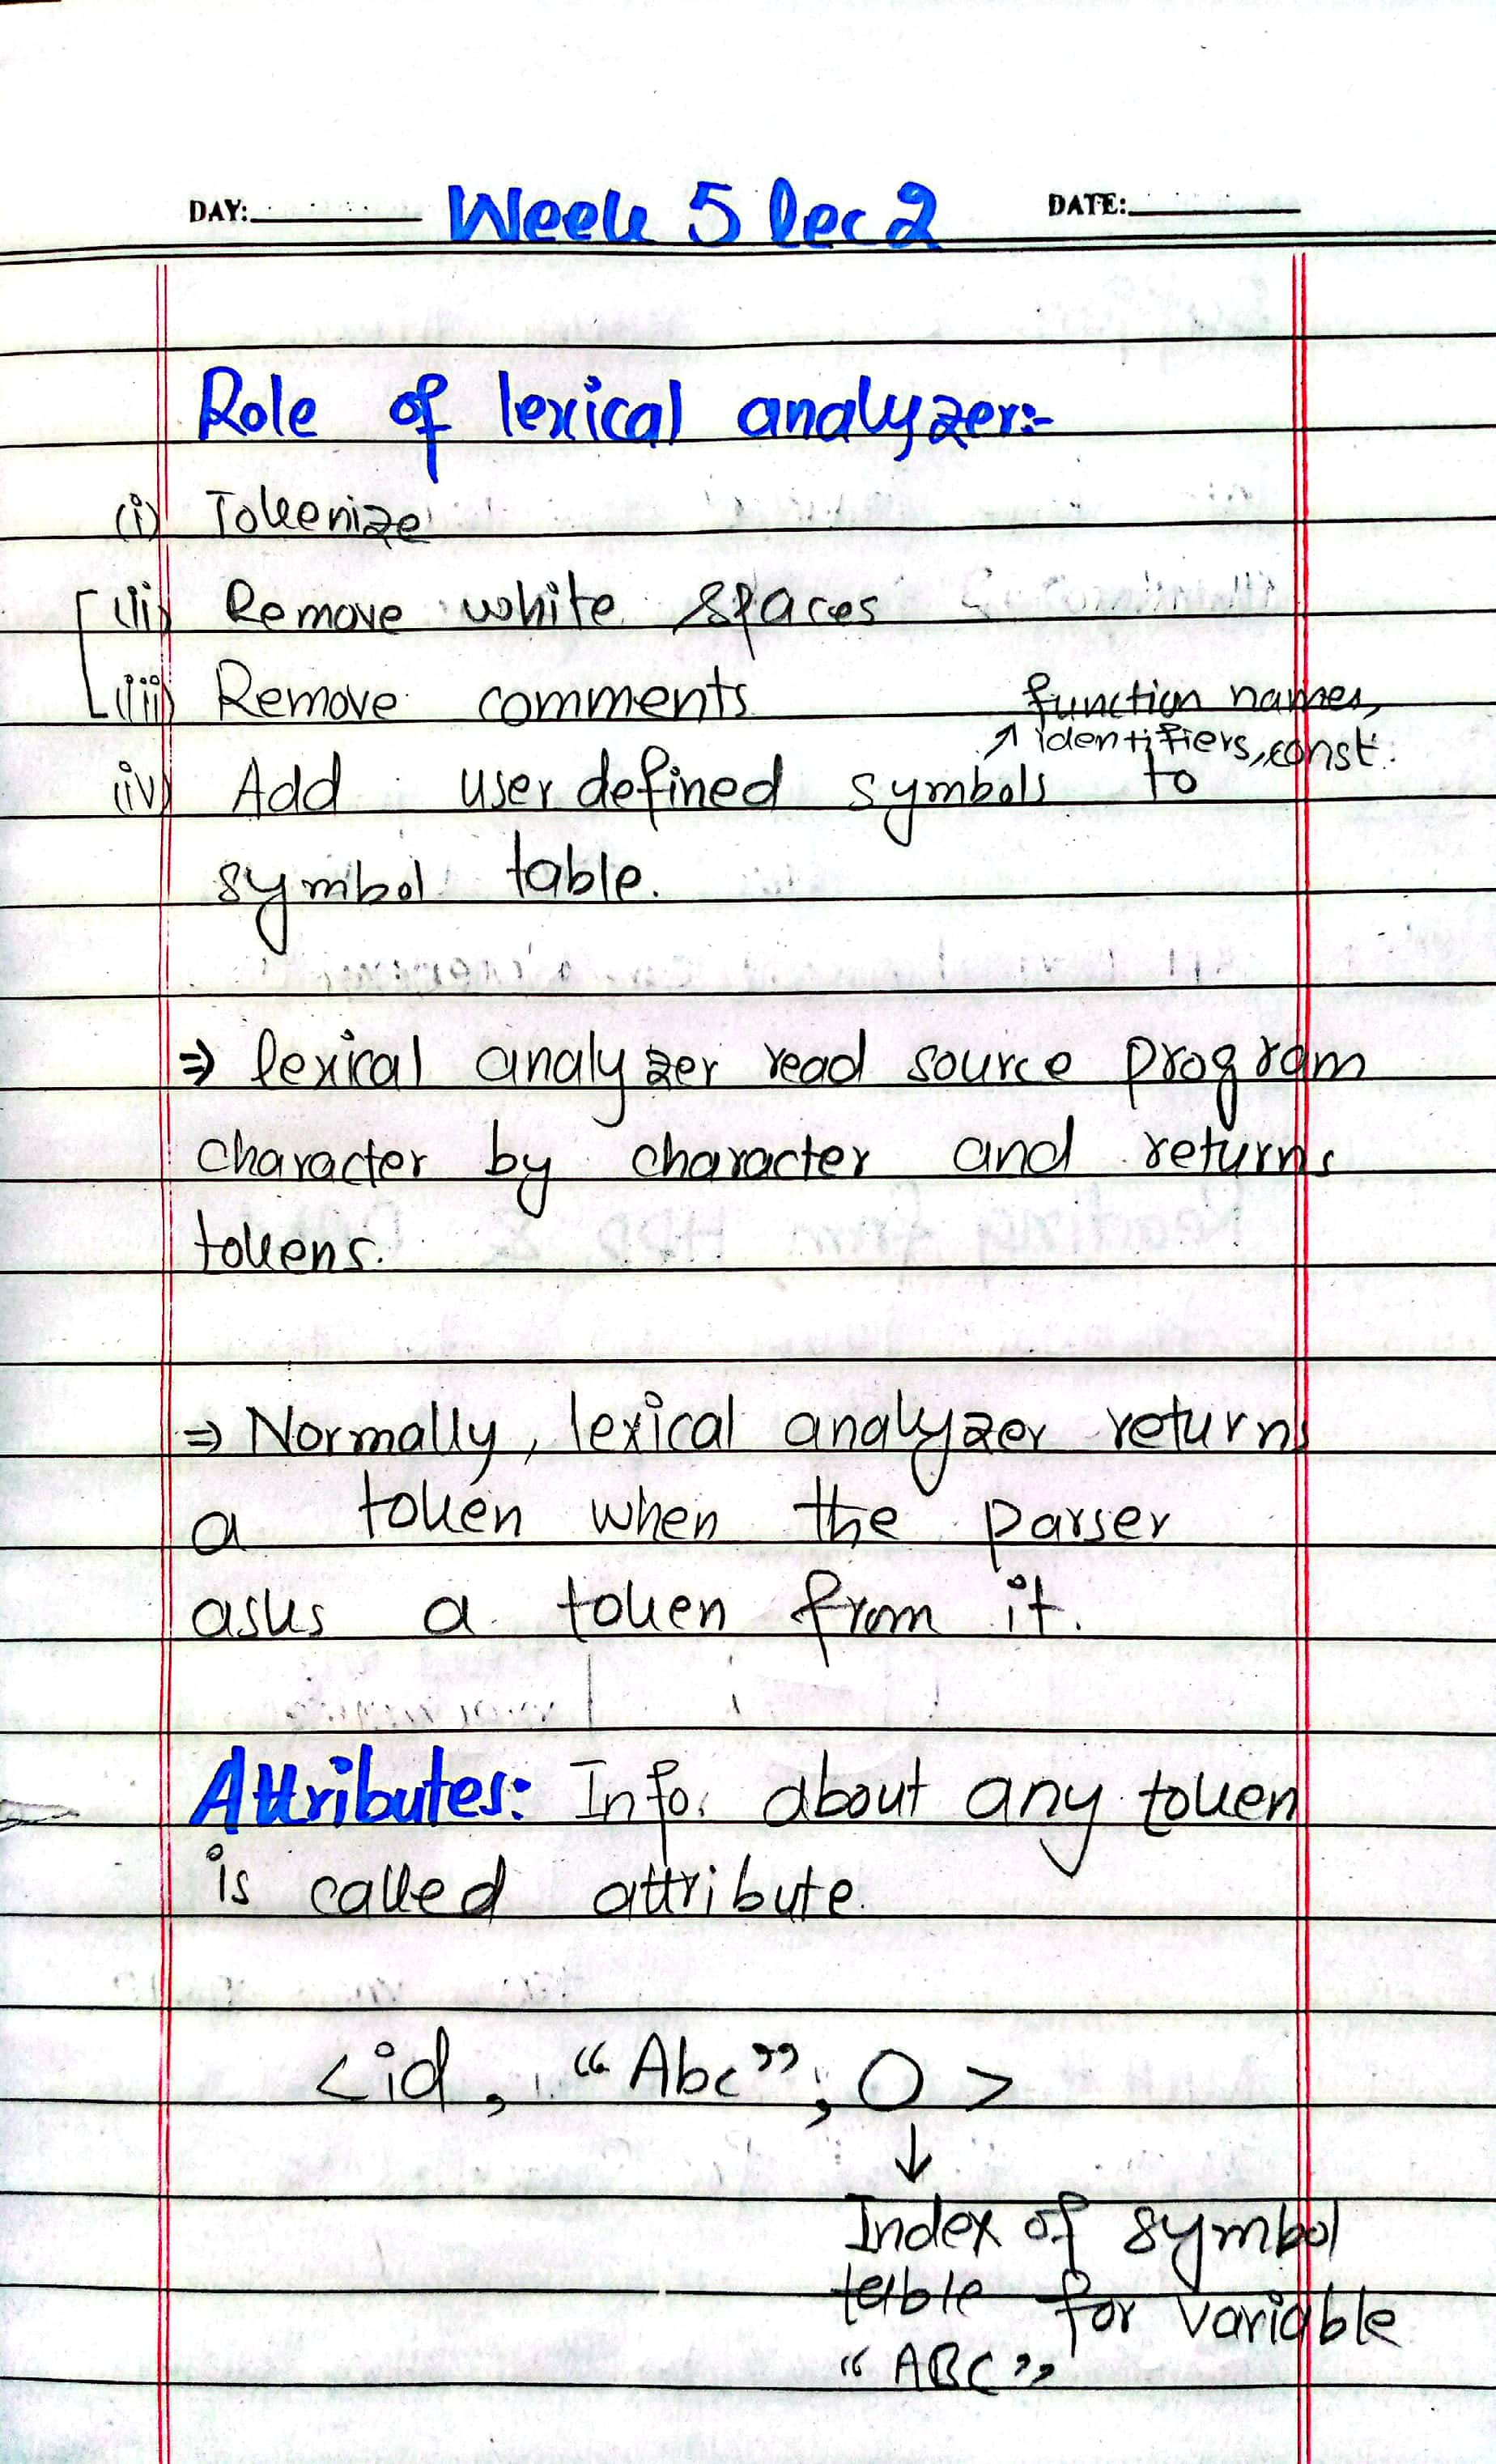 DAY: Week 5 lec 2 DATE:
Role of lexical analyzer:-
(i) Tokenize
(ii) Remove white spaces
(iii) Remove comments
function names,
identifiers, const.
(iv) Add user defined symbols to
symbol table.
⇒ lexical analyzer read source program
character by character and returns
tokens.
⇒ Normally, lexical analyzer returns
a token when the parser
asks a token from it.
Attributes: Info. about any token
is called attribute.
<id, "Abc", 0>
↓
Index of symbol
table for variable
"ABC"